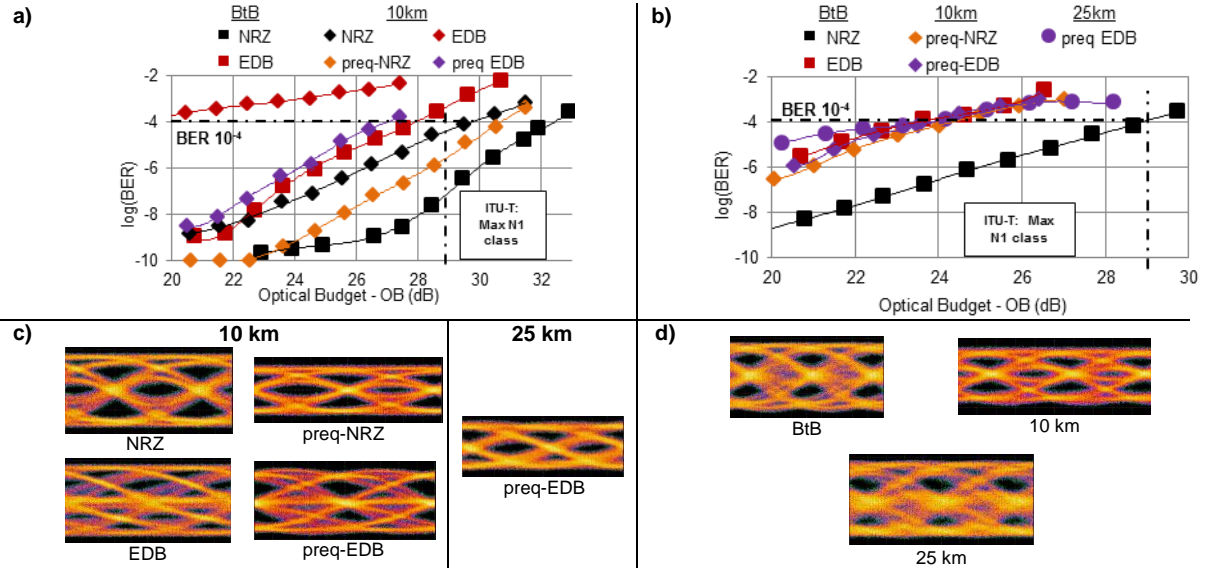 a)
BtB 10km
NRZ NRZ EDB
EDB preq-NRZ preq EDB
-2
-4
-6
-8
-10
log(BER)
BER 10-4
ITU-T:
Max N1
class
20 22 24 26 28 30 32
Optical Budget - OB (dB)
b)
BtB 10km 25km
NRZ preq-NRZ preq EDB
EDB preq-EDB
-2
-4
-6
-8
-10
log(BER)
BER 10-4
ITU-T: Max
N1 class
20 22 24 26 28 30
Optical Budget - OB (dB)
c) 10 km
NRZ
preq-NRZ
EDB
preq-EDB
25 km
preq-EDB
d)
BtB
10 km
25 km